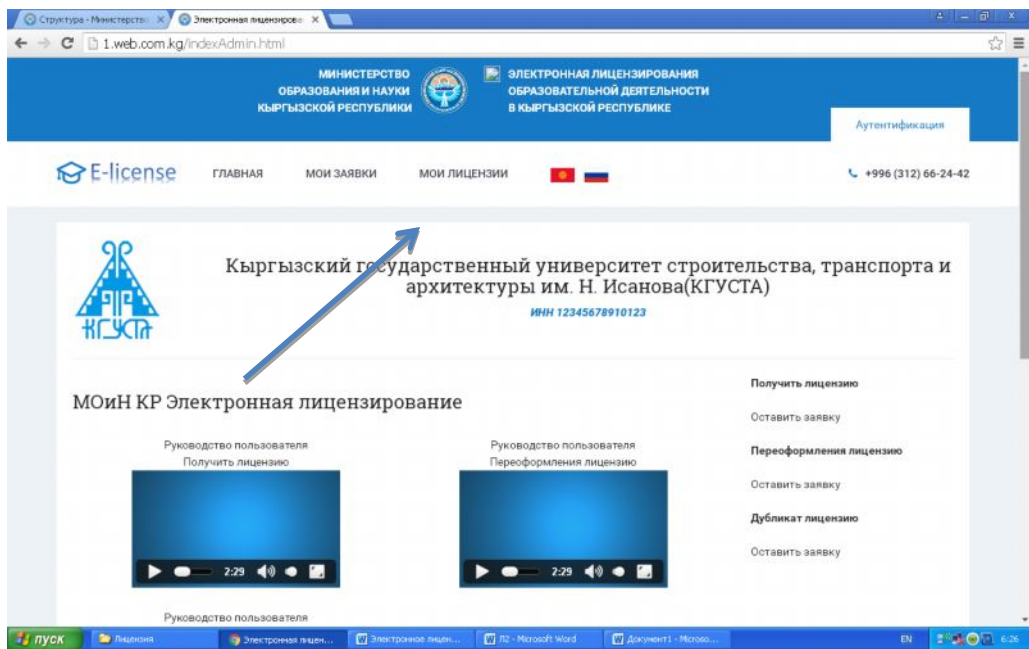 Структура - Министерство
Электронная лицензирова
1.web.com.kg/indexAdmin.html
МИНИСТЕРСТВО
ОБРАЗОВАНИЯ И НАУКИ
КЫРГЫЗСКОЙ РЕСПУБЛИКИ
ЭЛЕКТРОННАЯ ЛИЦЕНЗИРОВАНИЯ
ОБРАЗОВАТЕЛЬНОЙ ДЕЯТЕЛЬНОСТИ
В КЫРГЫЗСКОЙ РЕСПУБЛИКЕ
Аутентификация
E-license
ГЛАВНАЯ
МОИ ЗАЯВКИ
МОИ ЛИЦЕНЗИИ
+996 (312) 66-24-42
КГУСТА
Кыргызский государственный университет строительства, транспорта и
архитектуры им. Н. Исанова(КГУСТА)
ИНН 12345678910123
МОиН КР Электронная лицензирование
Руководство пользователя
Получить лицензию
2:29
Руководство пользователя
Переоформления лицензию
2:29
Руководство пользователя
Получить лицензию
Оставить заявку
Переоформления лицензию
Оставить заявку
Дубликат лицензию
Оставить заявку
пуск
Лицензия
Электронная лицен...
Электронное лицен...
Л2 - Microsoft Word
Документ1 - Microso...
EN
6:26